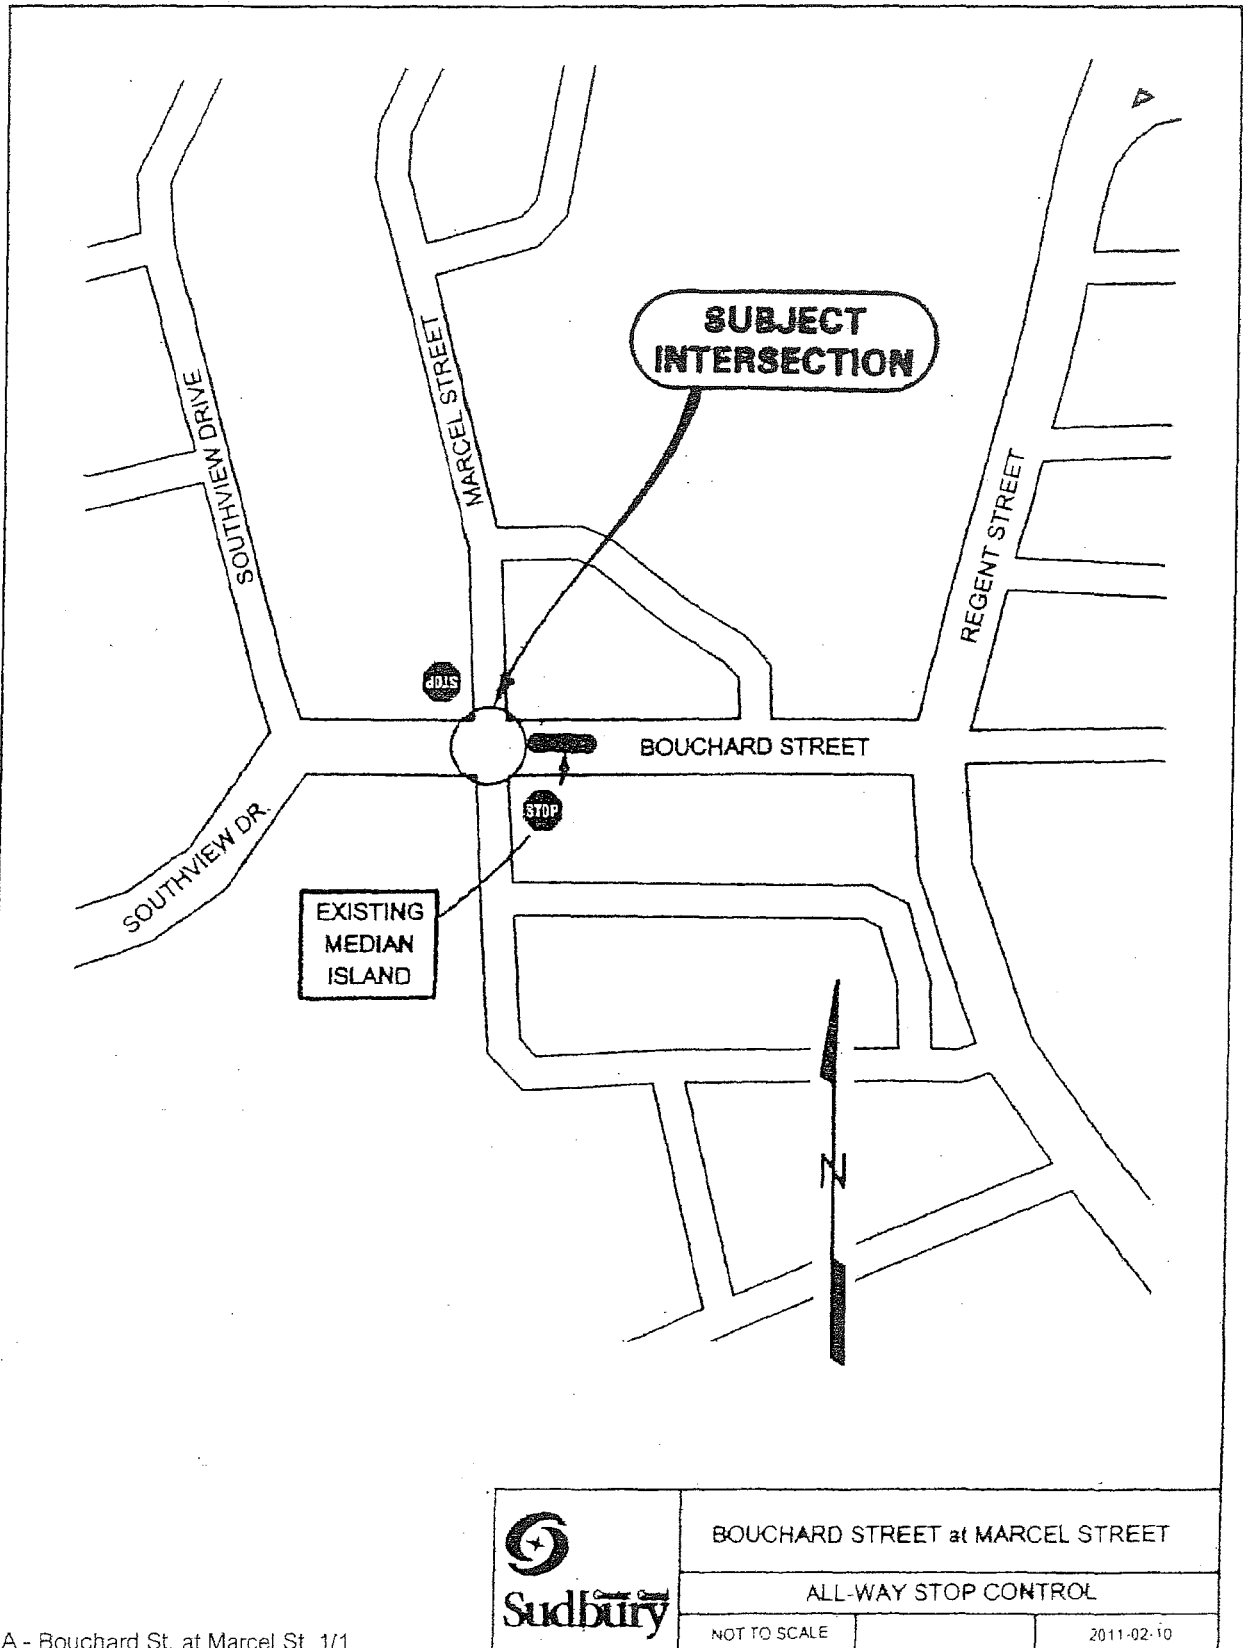 SUBJECT
INTERSECTION
SOUTHVIEW DRIVE
MARCEL STREET
REGENT STREET
STOP
BOUCHARD STREET
STOP
SOUTHVIEW DR.
EXISTING
MEDIAN
ISLAND
N
BOUCHARD STREET at MARCEL STREET
ALL-WAY STOP CONTROL
Sudbury
NOT TO SCALE
2011-02-10
A - Bouchard St. at Marcel St. 1/1